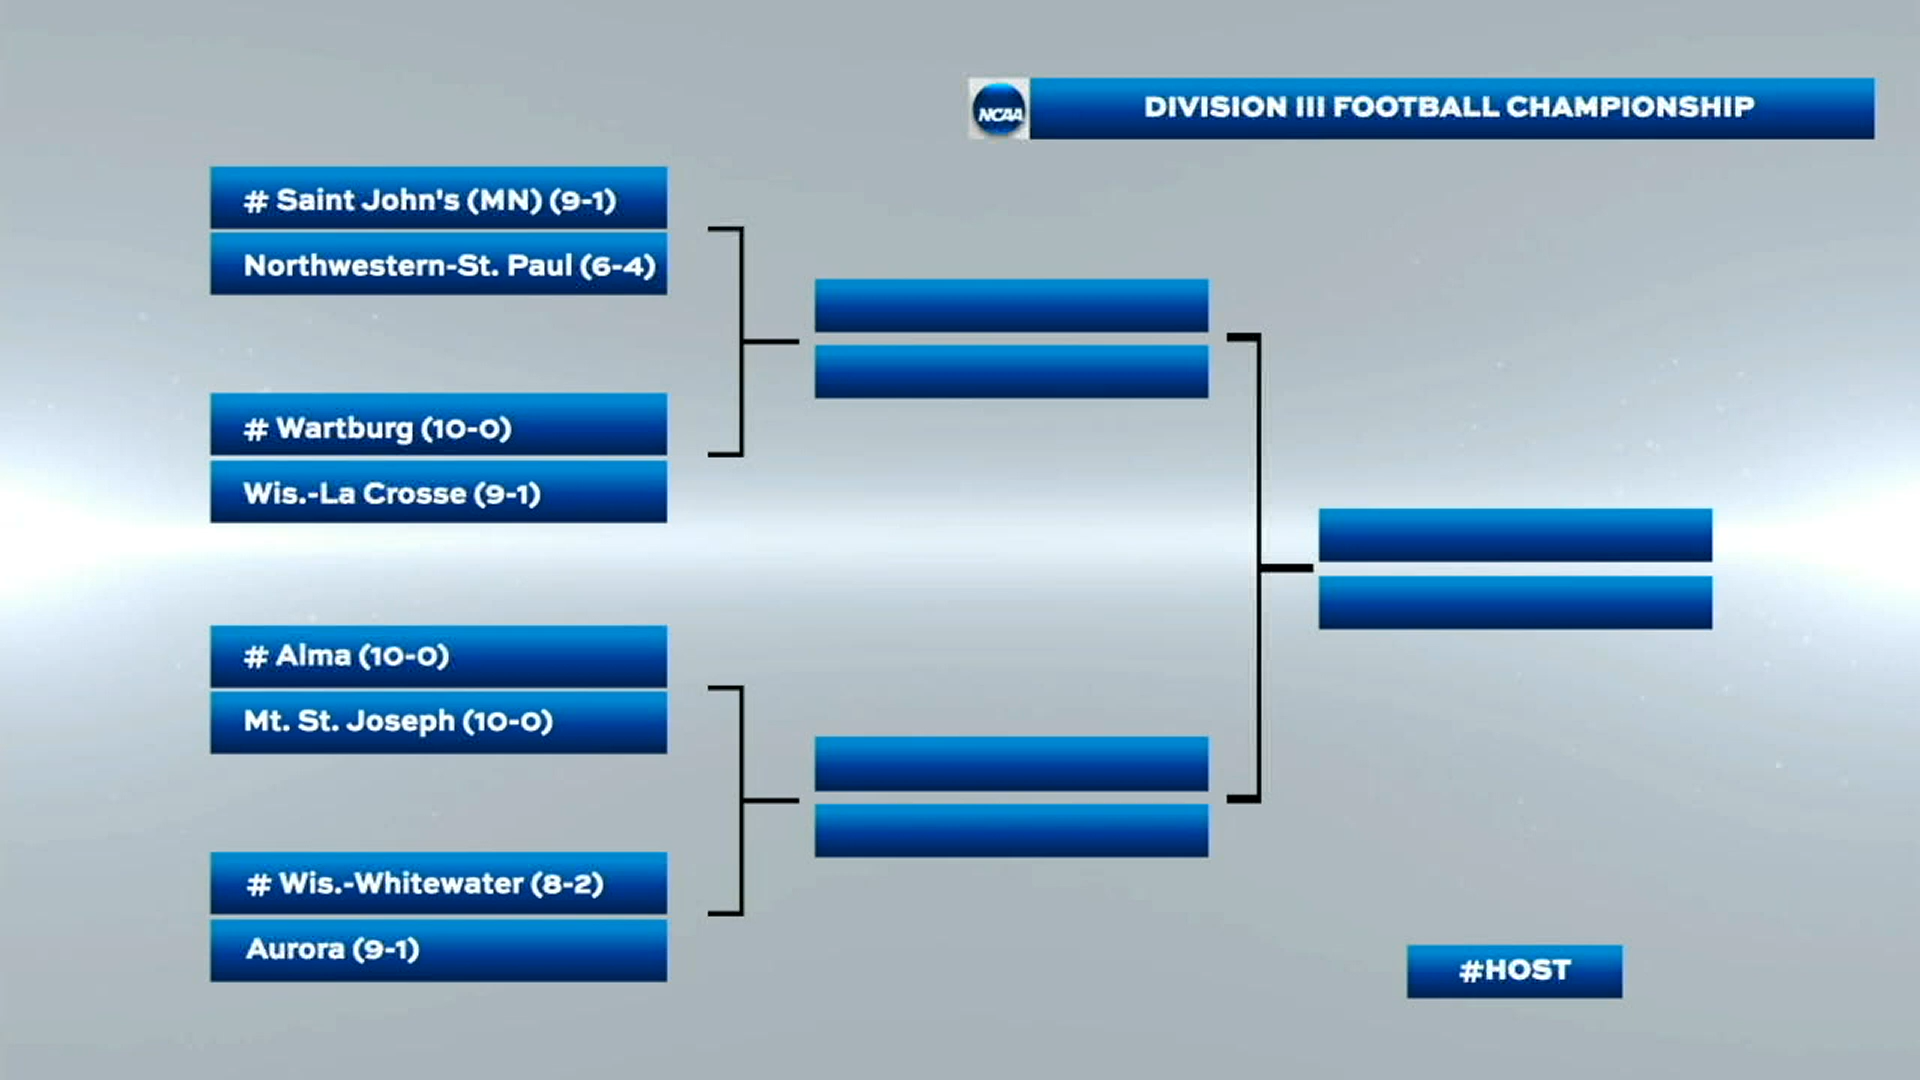 NCAA
DIVISION III FOOTBALL CHAMPIONSHIP
# Saint John's (MN) (9-1)
Northwestern-St. Paul (6-4)
# Wartburg (10-0)
Wis.-La Crosse (9-1)
# Alma (10-0)
Mt. St. Joseph (10-0)
# Wis.-Whitewater (8-2)
Aurora (9-1)
#HOST